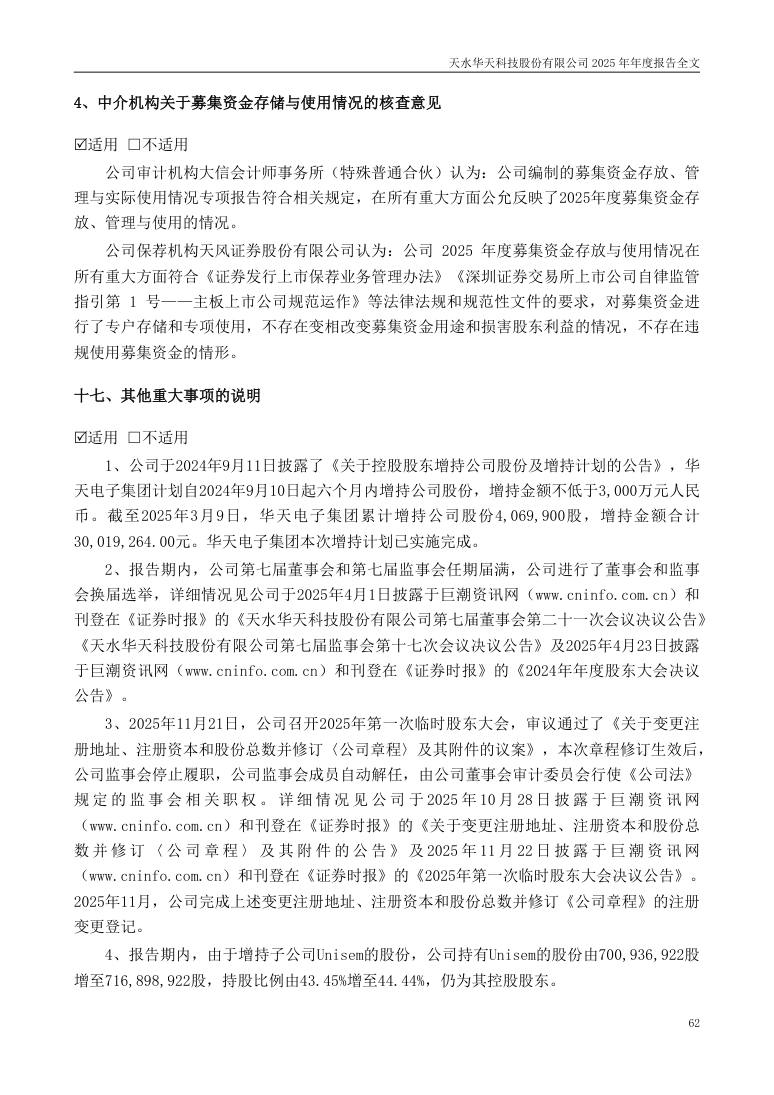 天水华天科技股份有限公司 2025 年年度报告全文
4、中介机构关于募集资金存储与使用情况的核查意见
☑适用 □不适用
公司审计机构大信会计师事务所（特殊普通合伙）认为：公司编制的募集资金存放、管
理与实际使用情况专项报告符合相关规定，在所有重大方面公允反映了2025年度募集资金存
放、管理与使用的情况。
公司保荐机构天风证券股份有限公司认为：公司 2025 年度募集资金存放与使用情况在
所有重大方面符合《证券发行上市保荐业务管理办法》《深圳证券交易所上市公司自律监管
指引第 1 号——主板上市公司规范运作》等法律法规和规范性文件的要求，对募集资金进
行了专户存储和专项使用，不存在变相改变募集资金用途和损害股东利益的情况，不存在违
规使用募集资金的情形。
十七、其他重大事项的说明
☑适用 □不适用
1、公司于2024年9月11日披露了《关于控股股东增持公司股份及增持计划的公告》，华
天电子集团计划自2024年9月10日起六个月内增持公司股份，增持金额不低于3,000万元人民
币。截至2025年3月9日，华天电子集团累计增持公司股份4,069,900股，增持金额合计
30,019,264.00元。华天电子集团本次增持计划已实施完成。
2、报告期内，公司第七届董事会和第七届监事会任期届满，公司进行了董事会和监事
会换届选举，详细情况见公司于2025年4月1日披露于巨潮资讯网（www.cninfo.com.cn）和
刊登在《证券时报》的《天水华天科技股份有限公司第七届董事会第二十一次会议决议公告》
《天水华天科技股份有限公司第七届监事会第十七次会议决议公告》及2025年4月23日披露
于巨潮资讯网（www.cninfo.com.cn）和刊登在《证券时报》的《2024年年度股东大会决议
公告》。
3、2025年11月21日，公司召开2025年第一次临时股东大会，审议通过了《关于变更注
册地址、注册资本和股份总数并修订〈公司章程〉及其附件的议案》，本次章程修订生效后，
公司监事会停止履职，公司监事会成员自动解任，由公司董事会审计委员会行使《公司法》
规定的监事会相关职权。详细情况见公司于2025年10月28日披露于巨潮资讯网
（www.cninfo.com.cn）和刊登在《证券时报》的《关于变更注册地址、注册资本和股份总
数并修订〈公司章程〉及其附件的公告》及2025年11月22日披露于巨潮资讯网
（www.cninfo.com.cn）和刊登在《证券时报》的《2025年第一次临时股东大会决议公告》。
2025年11月，公司完成上述变更注册地址、注册资本和股份总数并修订《公司章程》的注册
变更登记。
4、报告期内，由于增持子公司Unisem的股份，公司持有Unisem的股份由700,936,922股
增至716,898,922股，持股比例由43.45%增至44.44%，仍为其控股股东。
62